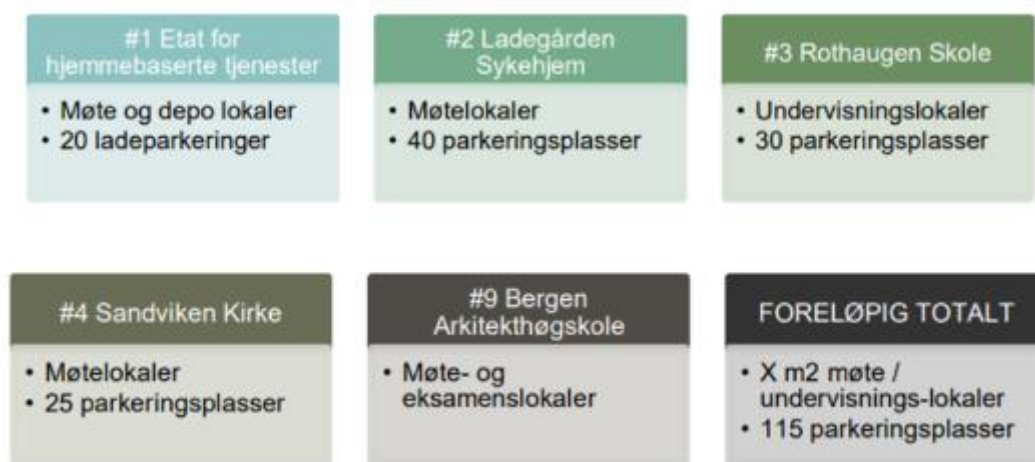 #1 Etat for
hjemmebaserte tjenester
• Møte og depo lokaler
• 20 ladeparkeringer
#2 Ladegården
Sykehjem
• Møtelokaler
• 40 parkeringsplasser
#3 Rothaugen Skole
• Undervisningslokaler
• 30 parkeringsplasser
#4 Sandviken Kirke
• Møtelokaler
• 25 parkeringsplasser
#9 Bergen
Arkitekthøgskole
• Møte- og
eksamenslokaler
FORELØPIG TOTALT
• X m2 møte /
undervisnings-lokaler
• 115 parkeringsplasser